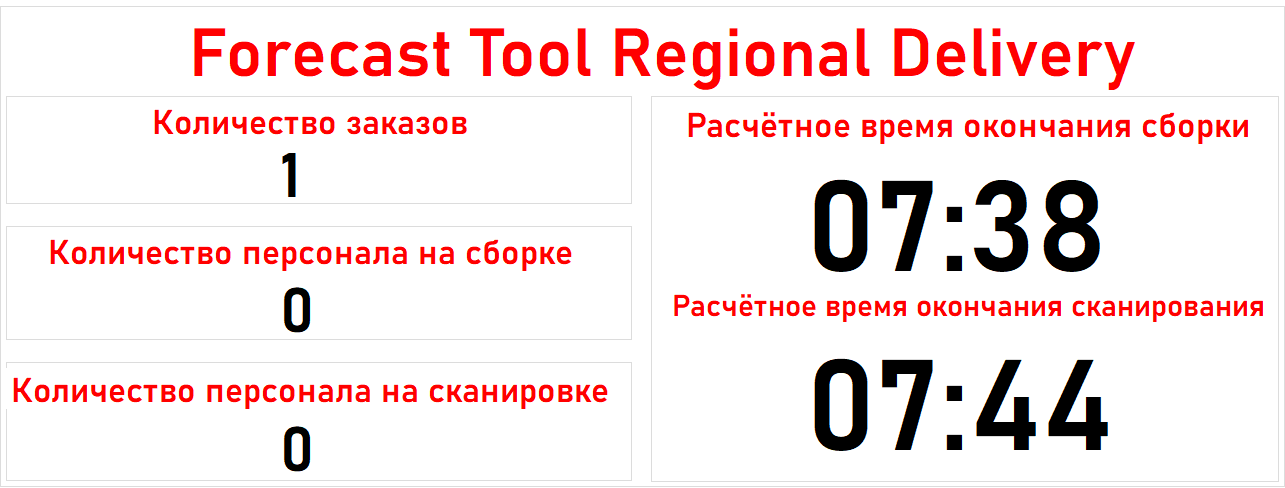 Forecast Tool Regional Delivery
Количество заказов
1
Количество персонала на сборке
0
Количество персонала на сканировке
0
Расчётное время окончания сборки
07:38
Расчётное время окончания сканирования
07:44